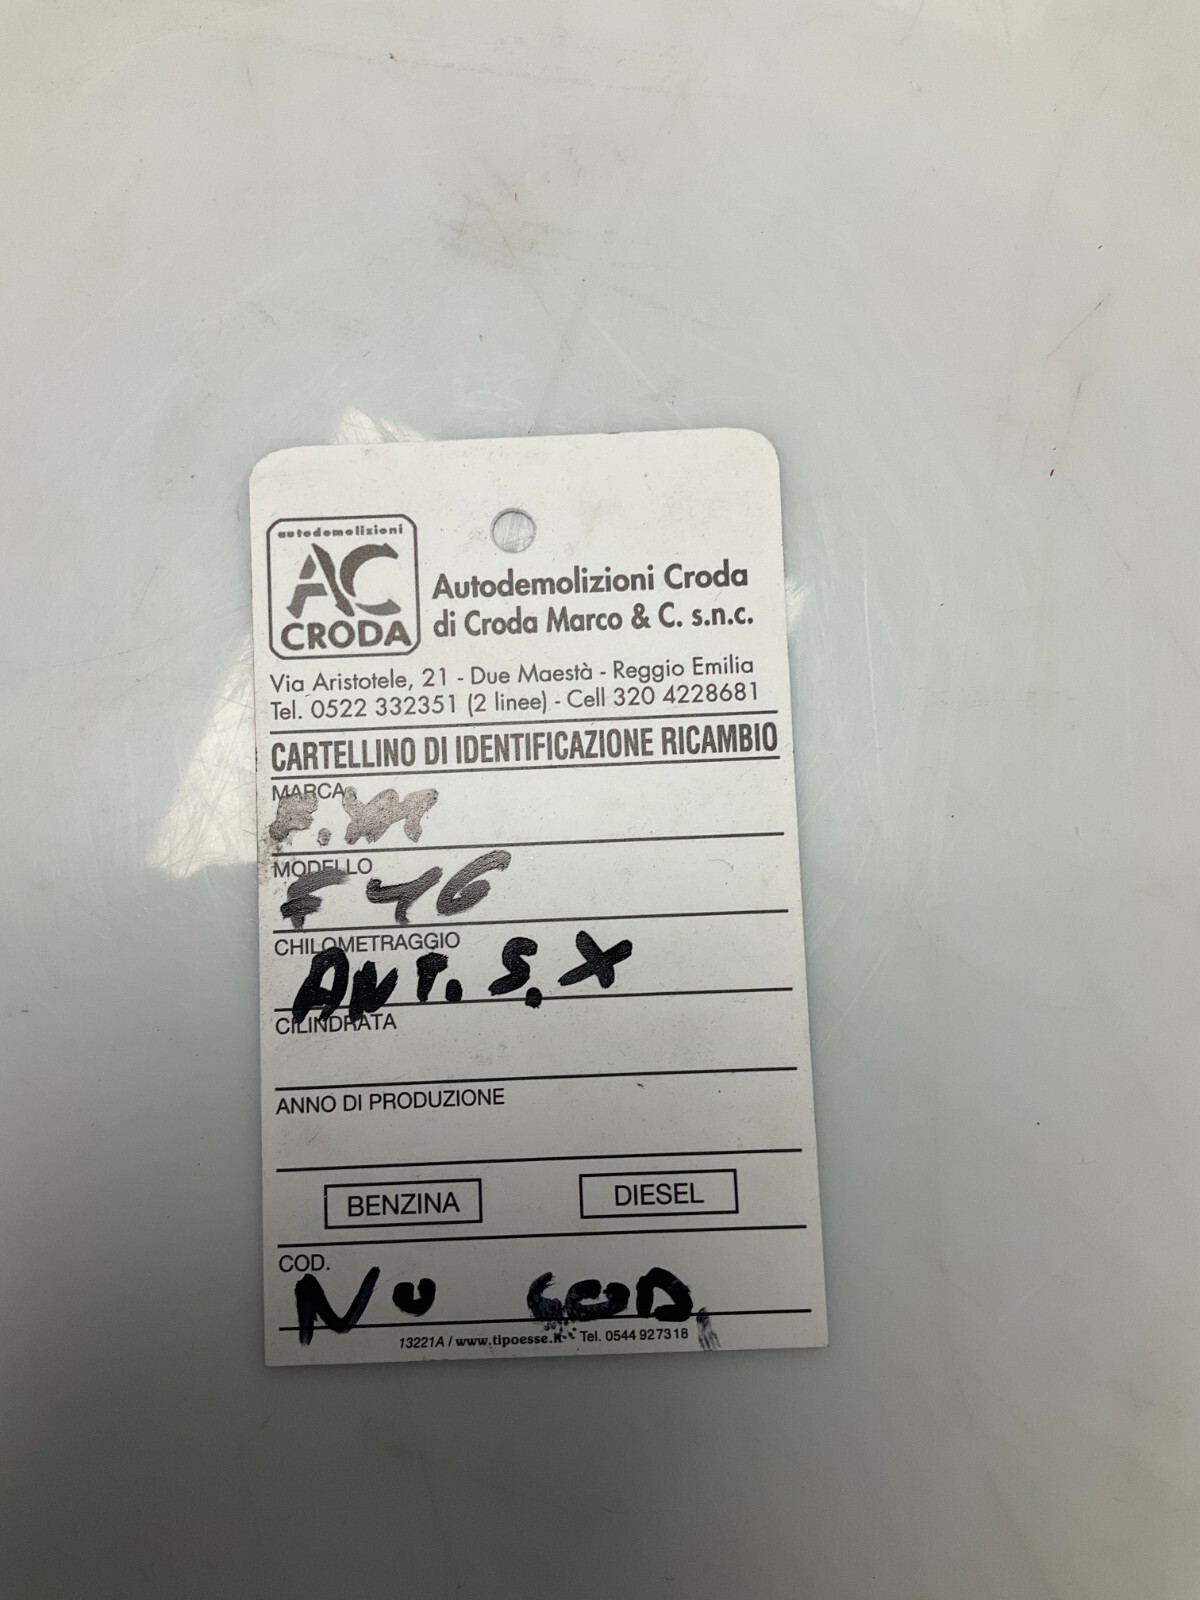 autodemolizioni
AC
CRODA
Autodemolizioni Croda
di Croda Marco & C. s.n.c.
Via Aristotele, 21 - Due Maestà - Reggio Emilia
Tel. 0522 332351 (2 linee) - Cell 320 4228681
CARTELLINO DI IDENTIFICAZIONE RICAMBIO
MARCA
MODELLO
F 46
CHILOMETRAGGIO
ANT. S.X
CILINDRATA
ANNO DI PRODUZIONE
BENZINA DIESEL
COD.
NO COD.
13221A / www.tipoesse.it - Tel. 0544 927318